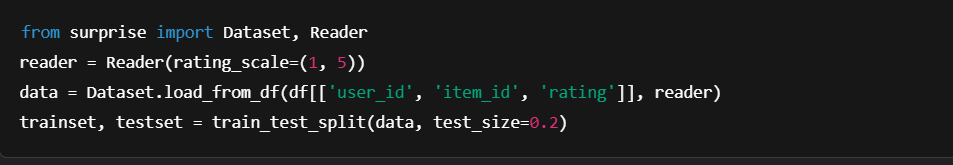 from surprise import Dataset, Reader
reader = Reader(rating_scale=(1, 5))
data = Dataset.load_from_df(df[['user_id', 'item_id', 'rating']], reader)
trainset, testset = train_test_split(data, test_size=0.2)